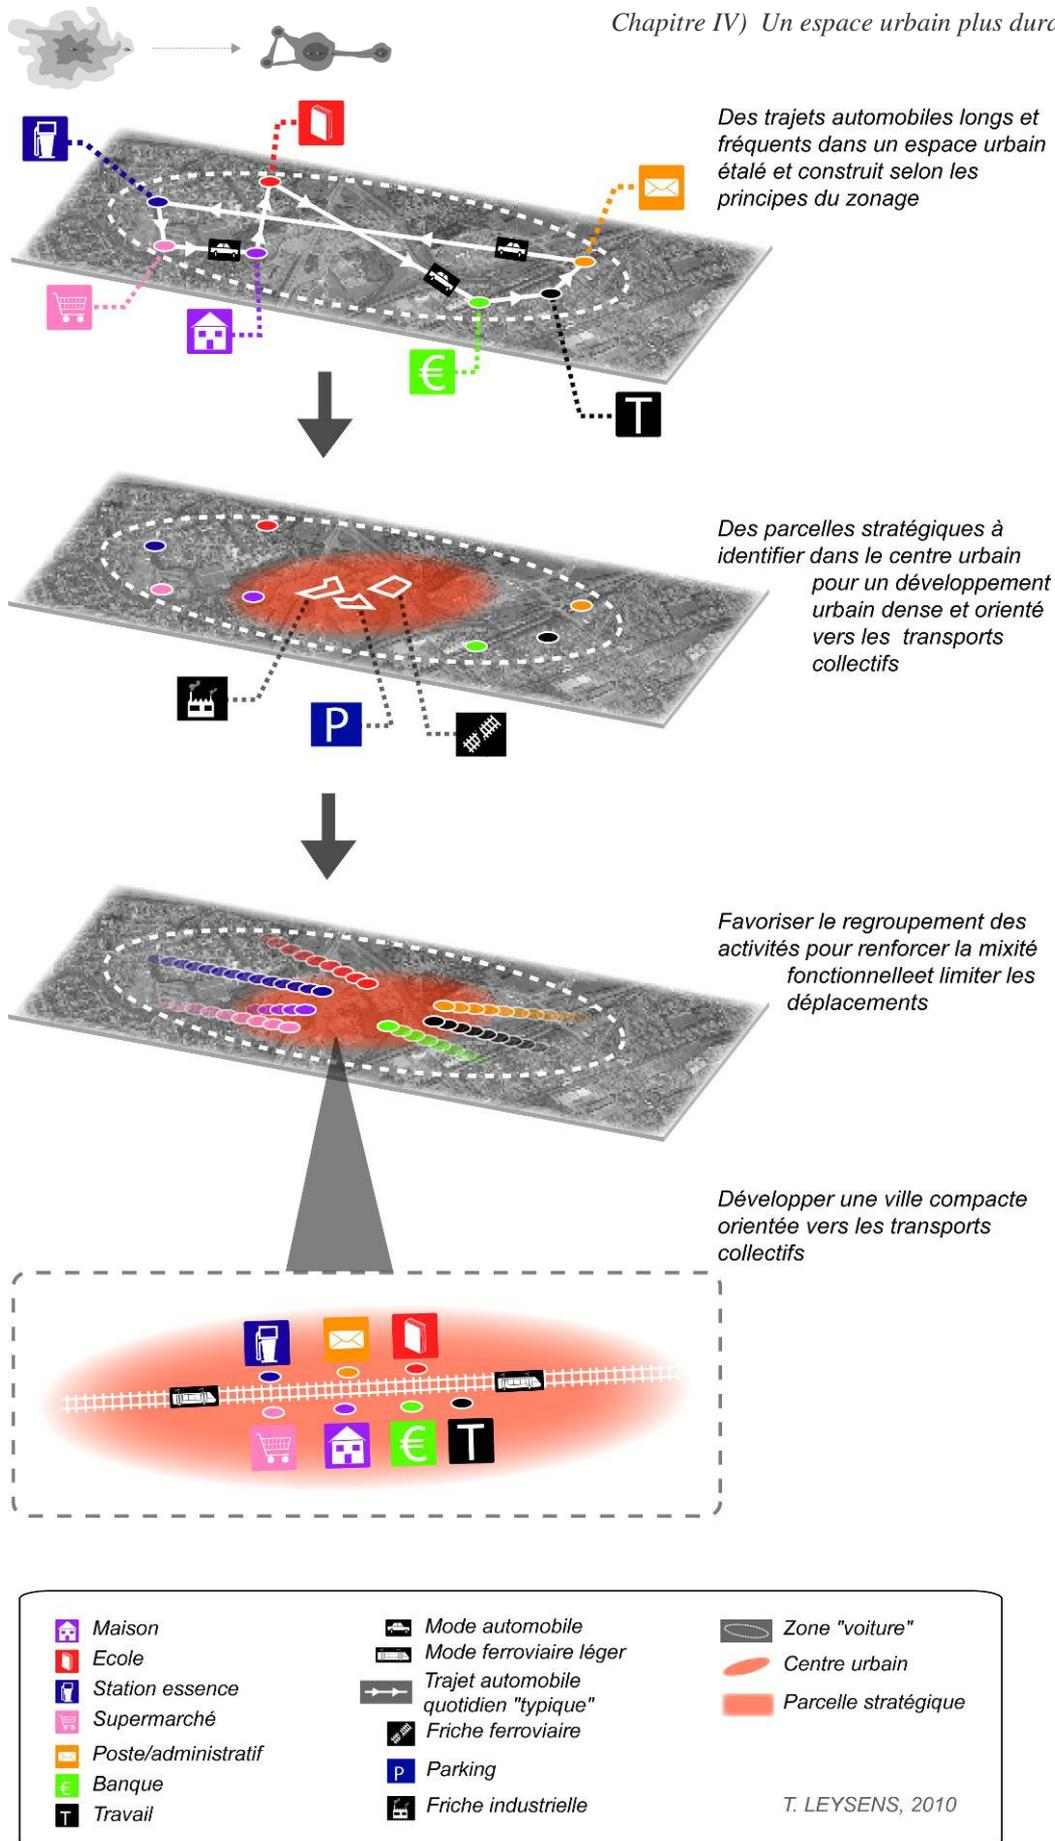 Chapitre IV) Un espace urbain plus dura
Des trajets automobiles longs et
fréquents dans un espace urbain
étalé et construit selon les
principes du zonage
€
T
Des parcelles stratégiques à
identifier dans le centre urbain
pour un développement
urbain dense et orienté
vers les transports
collectifs
P
Favoriser le regroupement des
activités pour renforcer la mixité
fonctionnelleet limiter les
déplacements
Développer une ville compacte
orientée vers les transports
collectifs
€
T
Maison
Ecole
Station essence
Supermarché
Poste/administratif
€ Banque
T Travail
Mode automobile
Mode ferroviaire léger
Trajet automobile
quotidien "typique"
Friche ferroviaire
P Parking
Friche industrielle
Zone "voiture"
Centre urbain
Parcelle stratégique
T. LEYSENS, 2010